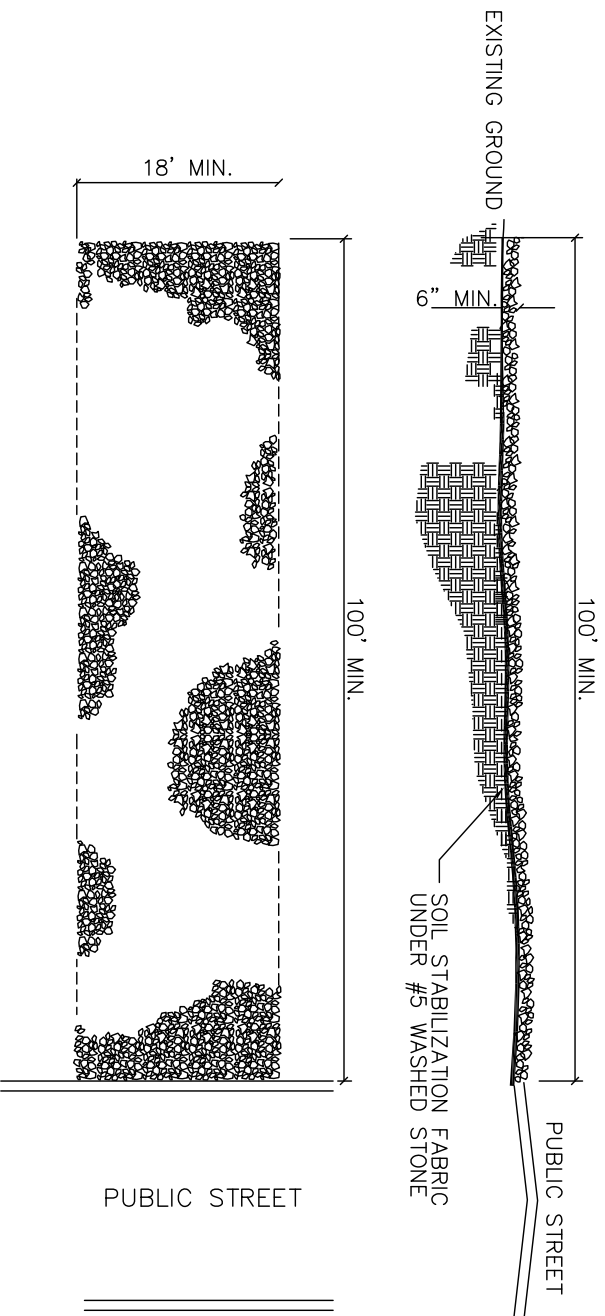 EXISTING GROUND
100' MIN.
6" MIN.
PUBLIC STREET
SOIL STABILIZATION FABRIC
UNDER #5 WASHED STONE
18' MIN.
100' MIN.
PUBLIC STREET